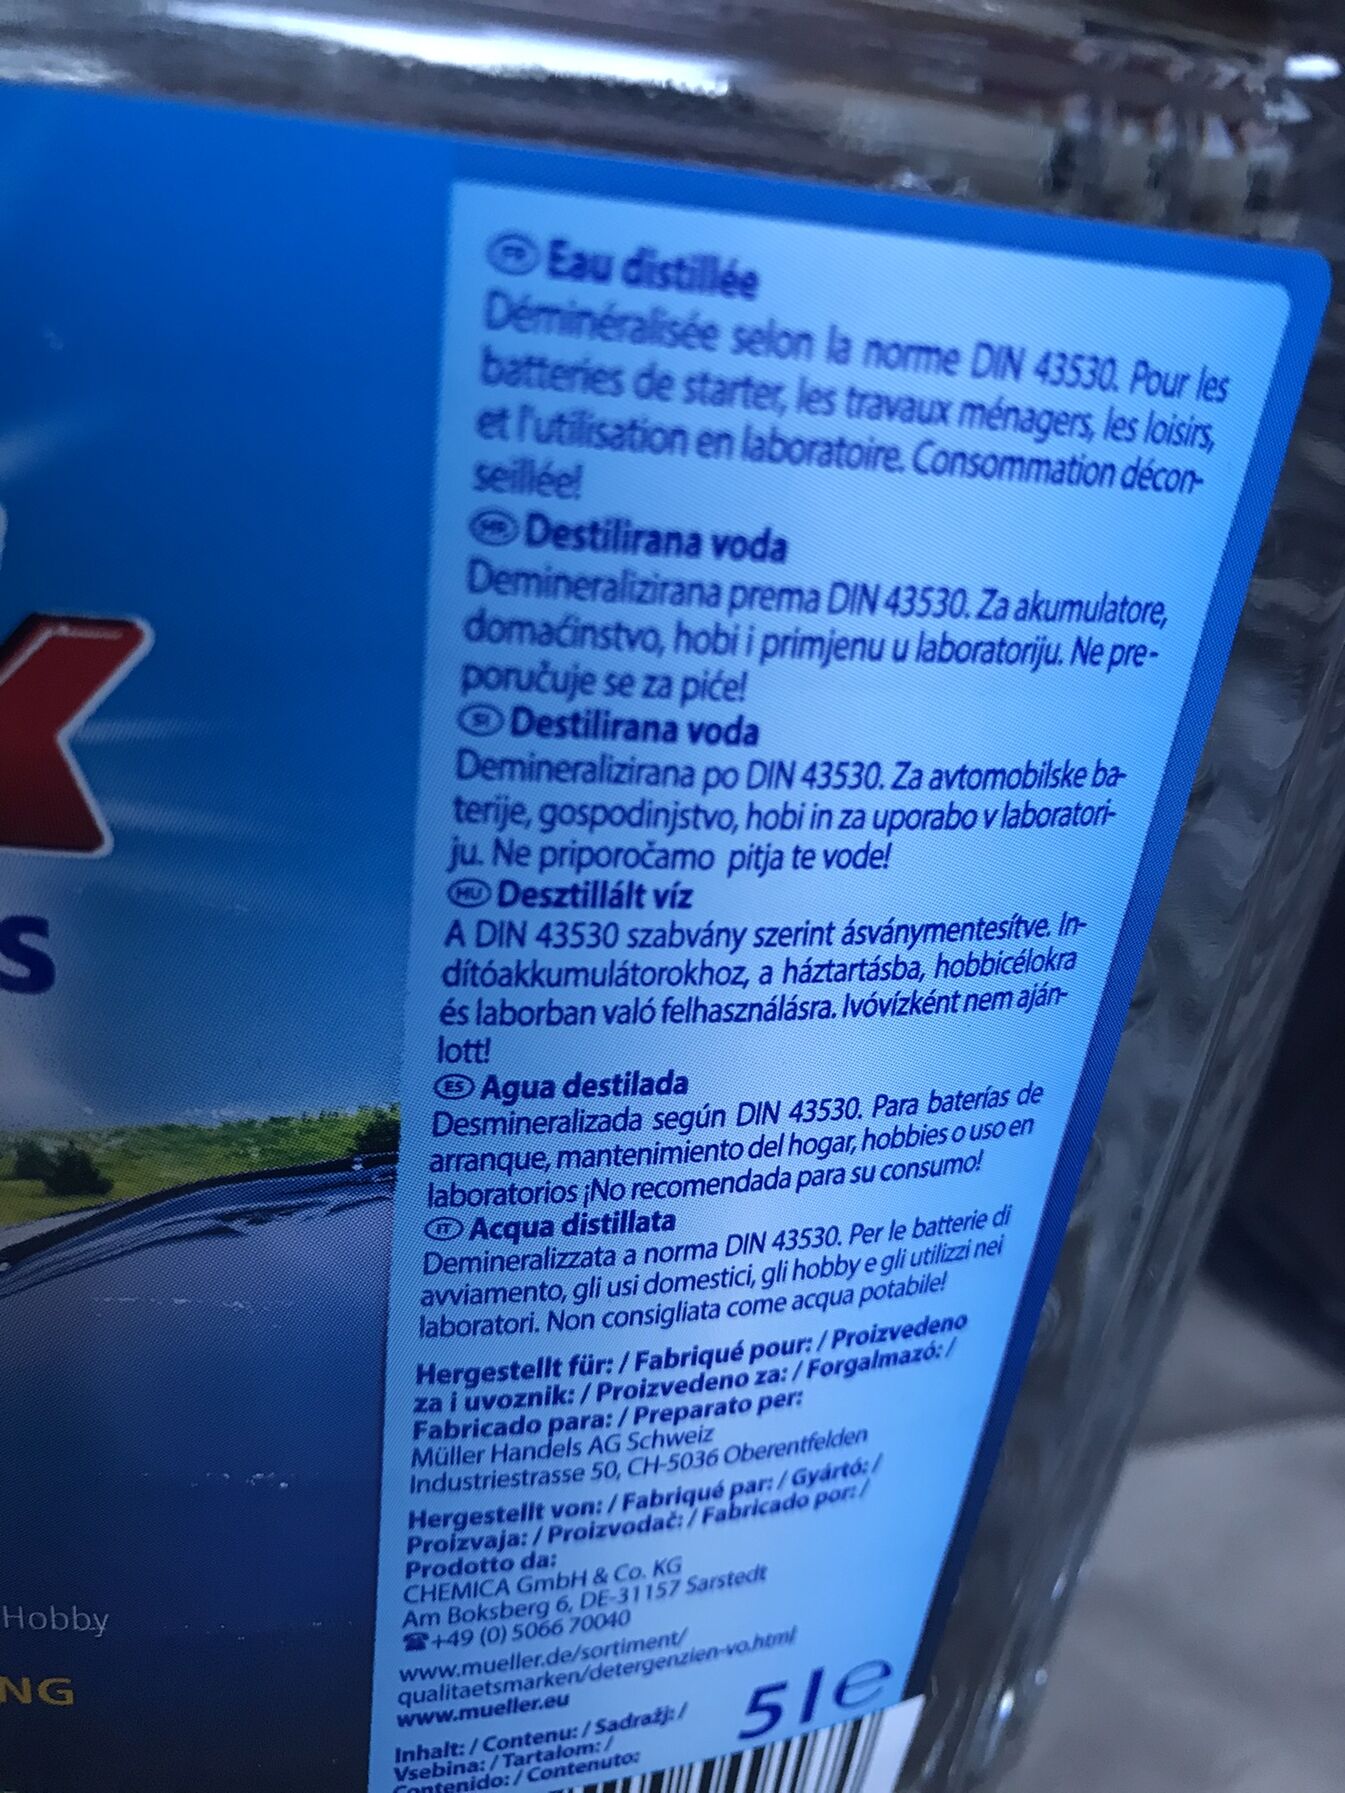 FR Eau distillée
Déminéralisée selon la norme DIN 43530. Pour les
batteries de starter, les travaux ménagers, les loisirs,
et l'utilisation en laboratoire. Consommation décon-
seillée!
HR Destilirana voda
Demineralizirana prema DIN 43530. Za akumulatore,
domaćinstvo, hobi i primjenu u laboratoriju. Ne pre-
poručuje se za piće!
SI Destilirana voda
Demineralizirana po DIN 43530. Za avtomobilske ba-
terije, gospodinjstvo, hobi in za uporabo v laboratori-
ju. Ne priporočamo pitja te vode!
HU Desztillált víz
A DIN 43530 szabvány szerint ásványmentesítve. In-
dítóakkumulátorokhoz, a háztartásba, hobbicélokra
és laborban való felhasználásra. Ivóvízként nem aján-
lott!
ES Agua destilada
Desmineralizada según DIN 43530. Para baterías de
arranque, mantenimiento del hogar, hobbies o uso en
laboratorios ¡No recomendada para su consumo!
IT Acqua distillata
Demineralizzata a norma DIN 43530. Per le batterie di
avviamento, gli usi domestici, gli hobby e gli utilizzi nei
laboratori. Non consigliata come acqua potabile!
Hergestellt für: / Fabriqué pour: / Proizvedeno
za i uvoznik: / Proizvedeno za: / Forgalmazó: /
Fabricado para: / Preparato per:
Müller Handels AG Schweiz
Industriestrasse 50, CH-5036 Oberentfelden
Hergestellt von: / Fabriqué par: / Gyártó: /
Proizvaja: / Proizvodač: / Fabricado por: /
Prodotto da:
CHEMICA GmbH & Co. KG
Am Boksberg 6, DE-31157 Sarstedt
☎+49 (0) 5066 70040
www.mueller.de/sortiment/
qualitaetsmarken/detergenzien-vo.html
www.mueller.eu
Inhalt: / Contenu: / Sadražj: /
Vsebina: / Tartalom: /
Contenido: / Contenuto:
5 l e
S
Hobby
NG